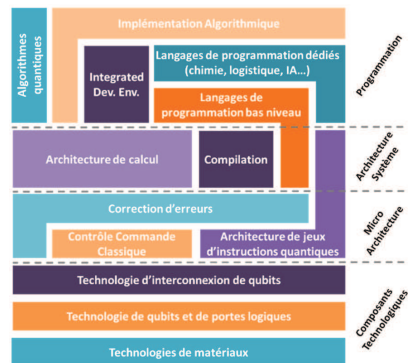 Algorithmes
quantiques
Implémentation Algorithmique
Integrated
Dev. Env.
Langages de programmation dédiés
(chimie, logistique, IA...)
Langages de
programmation bas niveau
Programmation
Architecture de calcul
Compilation
Architecture
Système
Correction d'erreurs
Contrôle Commande
Classique
Architecture de jeux
d'instructions quantiques
Micro
Architecture
Technologie d'interconnexion de qubits
Technologie de qubits et de portes logiques
Technologies de matériaux
Composants
Technologiques